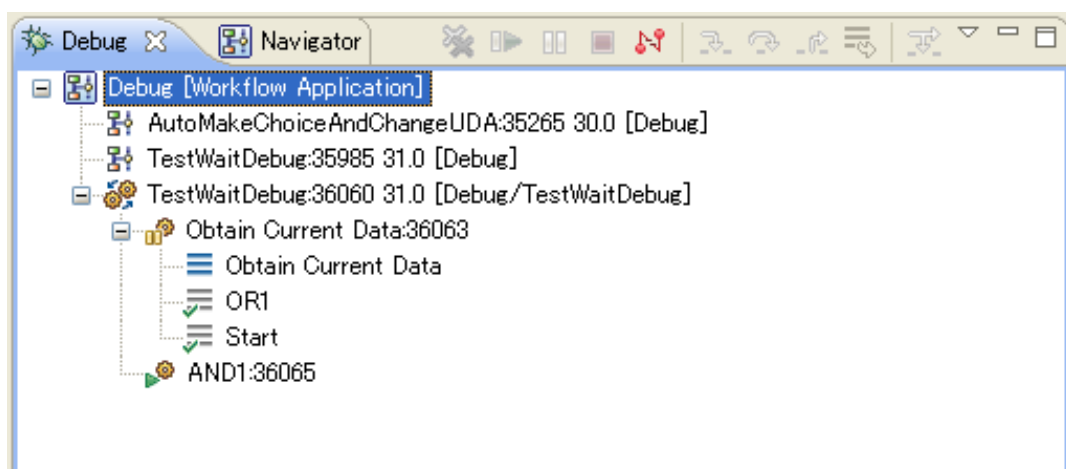 Debug Navigator
Debug [Workflow Application]
AutoMakeChoiceAndChangeUDA:35265 30.0 [Debug]
TestWaitDebug:35985 31.0 [Debug]
TestWaitDebug:36060 31.0 [Debug/TestWaitDebug]
Obtain Current Data:36063
Obtain Current Data
OR1
Start
AND1:36065